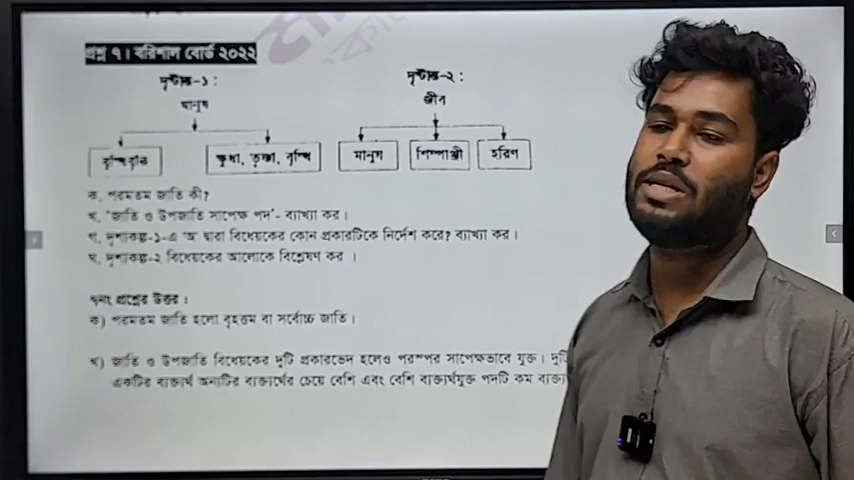 প্রশ্ন ৭। বরিশাল বোর্ড ২০২২
দৃষ্টান্ত-১ :
মানুষ
বুদ্ধিবৃত্তি
ক্ষুধা, তৃষ্ণা, বুদ্ধি
দৃষ্টান্ত-২ :
জীব
মানুষ
শিম্পাঞ্জী
হরিণ
ক. পরমতম জাতি কী?
খ. 'জাতি ও উপজাতি সাপেক্ষ পদ'- ব্যাখ্যা কর।
গ. দৃশ্যকল্প-১-এ 'অ' দ্বারা বিধেয়কের কোন প্রকারটিকে নির্দেশ করে? ব্যাখ্যা কর।
ঘ. দৃশ্যকল্প-২ বিধেয়কের আলোকে বিশ্লেষণ কর ।
৭নং প্রশ্নের উত্তর :
ক) পরমতম জাতি হলো বৃহত্তম বা সর্বোচ্চ জাতি।
খ) জাতি ও উপজাতি বিধেয়কের দুটি প্রকারভেদ হলেও পরস্পর সাপেক্ষভাবে যুক্ত।
একটির ব্যক্ত্যর্থ অন্যটির ব্যক্ত্যর্থের চেয়ে বেশি এবং বেশি ব্যক্ত্যর্থযুক্ত পদটি কম